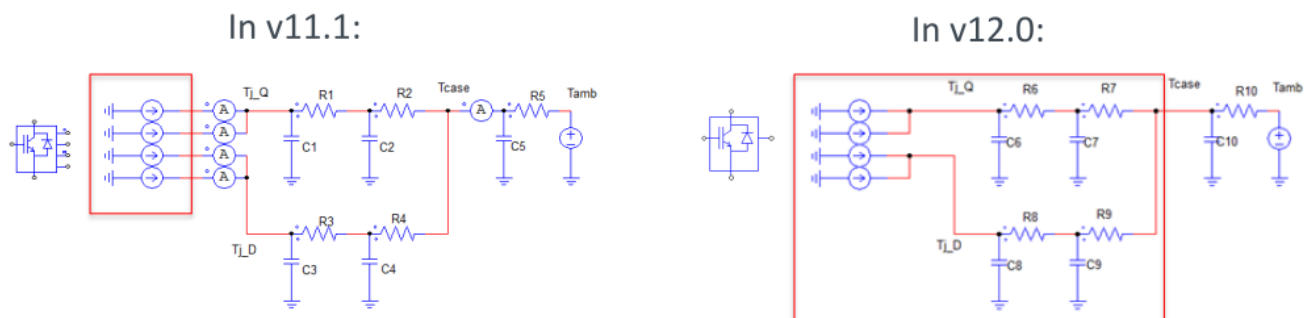 In v11.1:
In v12.0:
Tj_Q
R1
R2
Tcase
R5
Tamb
A
A
A
A
A
C1
C2
C5
R3
R4
Tj_D
C3
C4
Tj_Q
R6
R7
Tcase
R10
Tamb
C6
C7
C10
R8
R9
Tj_D
C8
C9